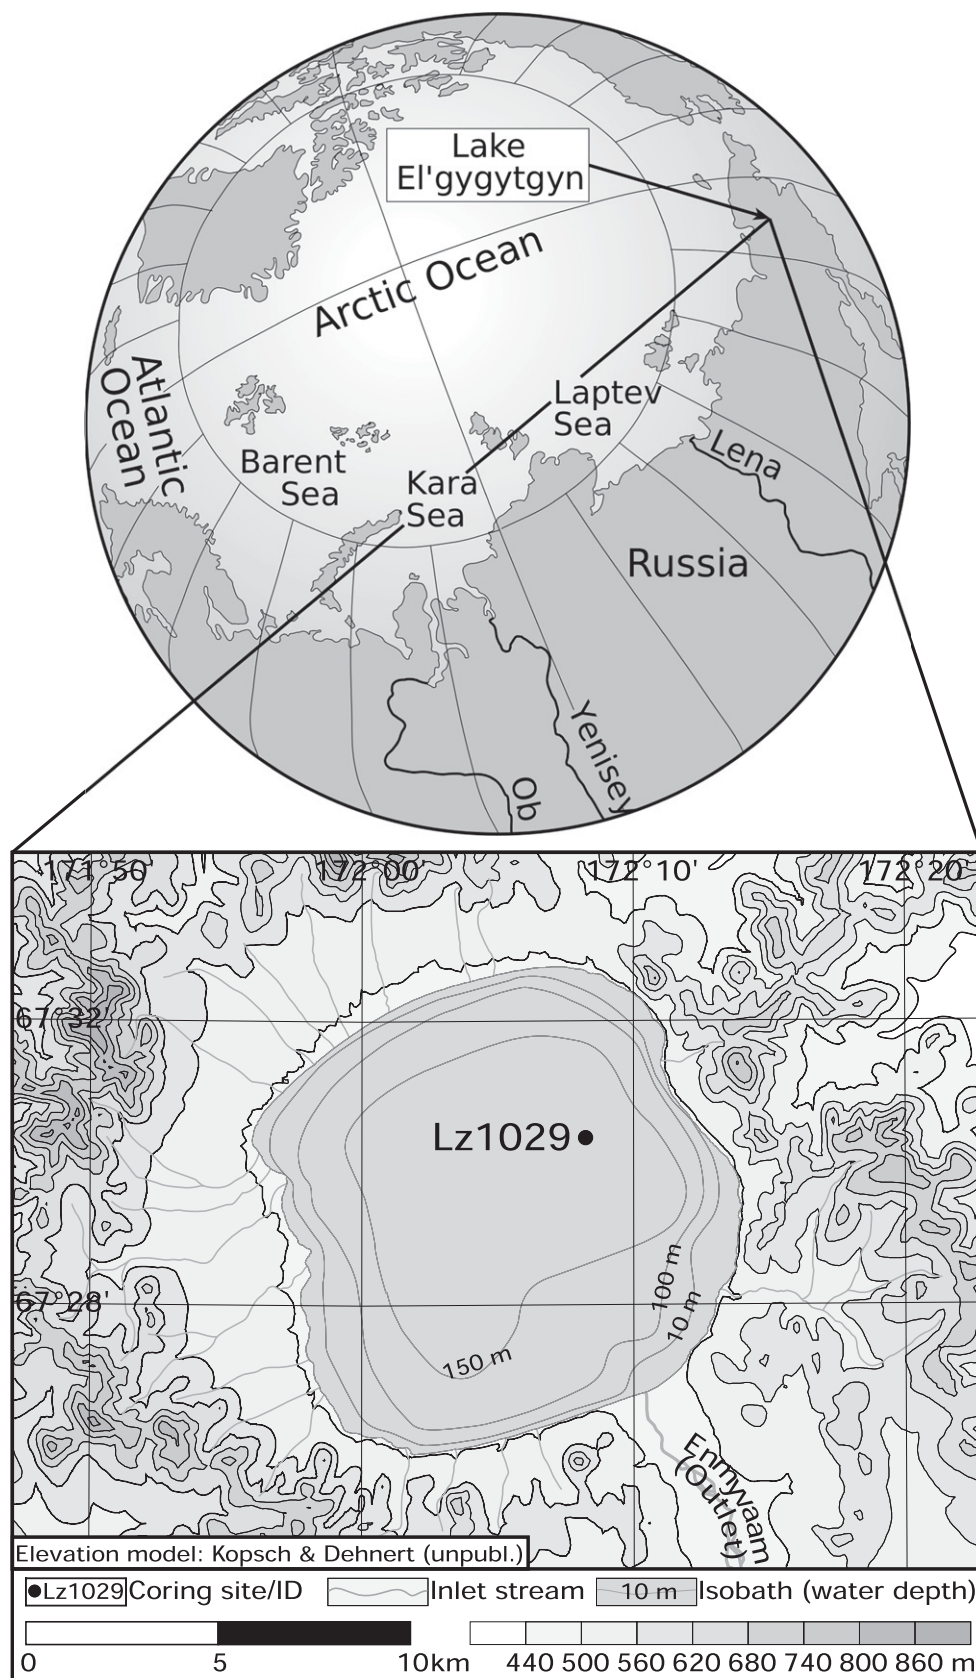 Lake
El'gygytgyn
Arctic Ocean
Atlantic
Ocean
Laptev
Sea
Barent
Sea
Kara
Sea
Lena
Russia
Yenisey
Ob
171°50'
172°00'
172°10'
172°20'
67°32'
Lz1029
67°28'
100 m
10 m
150 m
Enmyvaam
(Outlet)
Elevation model: Kopsch & Dehnert (unpubl.)
Lz1029 Coring site/ID
Inlet stream
10 m Isobath (water depth)
0 5 10km
440 500 560 620 680 740 800 860 m